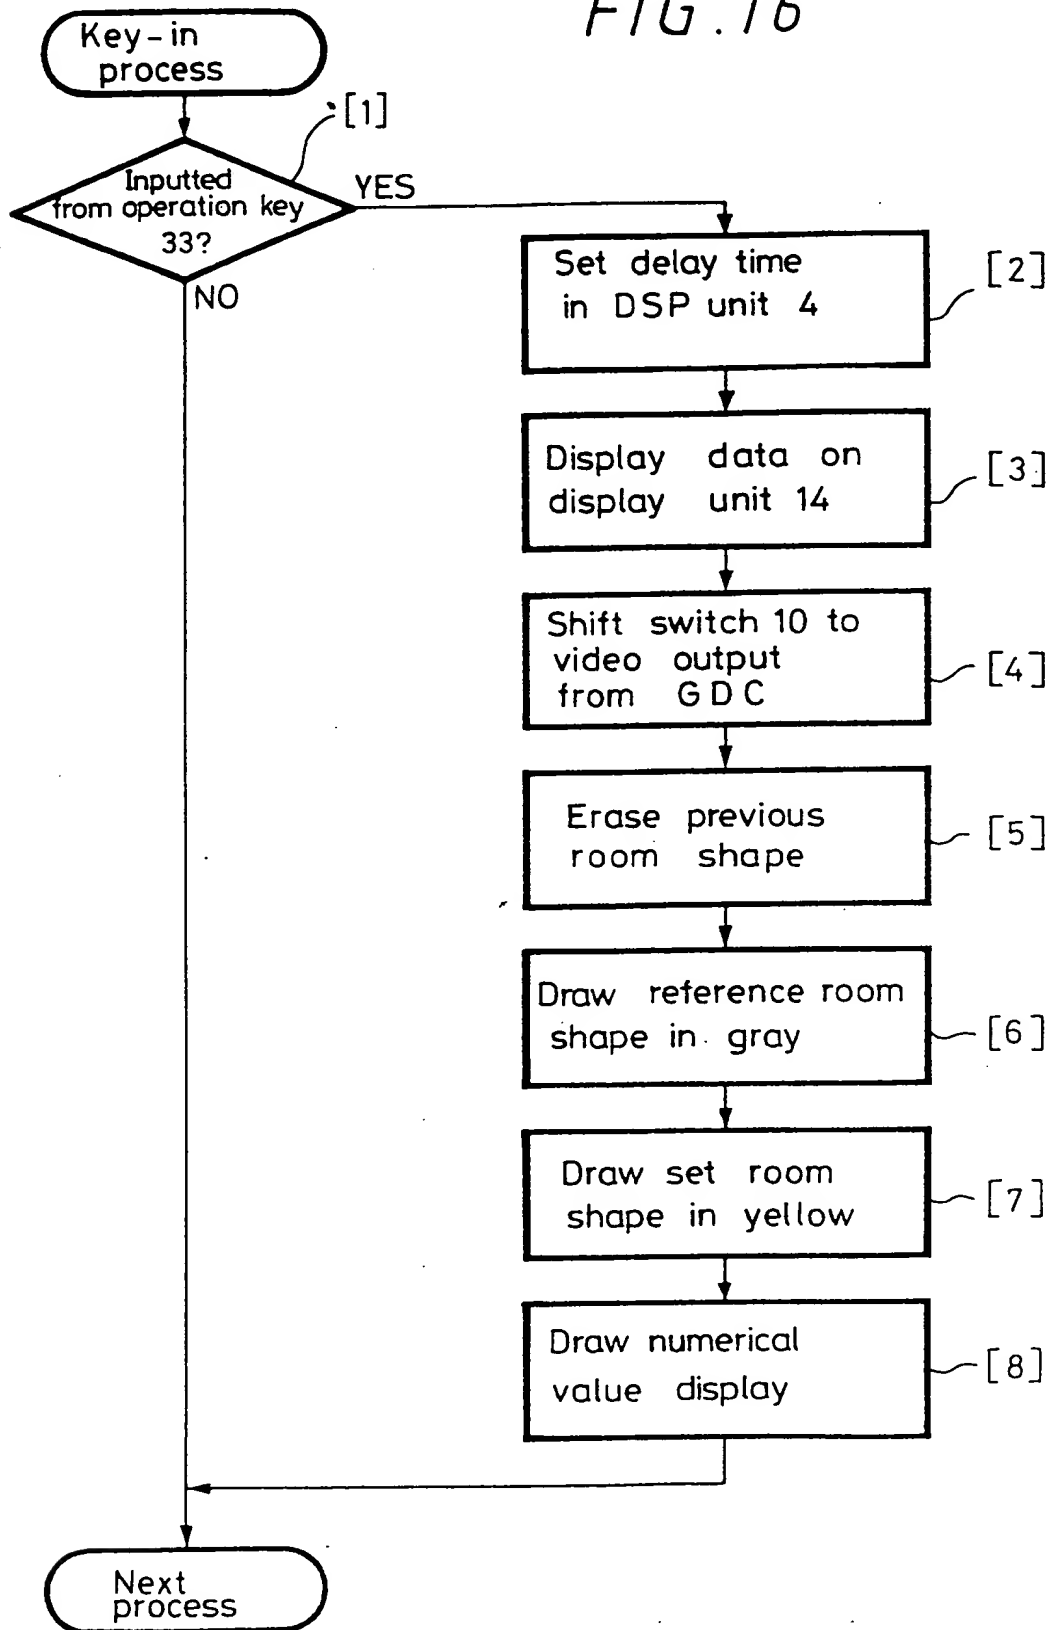 FIG.16
Key-in
process
[1]
Inputted
from operation key
33?
YES
NO
Set delay time
in DSP unit 4
[2]
Display data on
display unit 14
[3]
Shift switch 10 to
video output
from GDC
[4]
Erase previous
room shape
[5]
Draw reference room
shape in gray
[6]
Draw set room
shape in yellow
[7]
Draw numerical
value display
[8]
Next
process